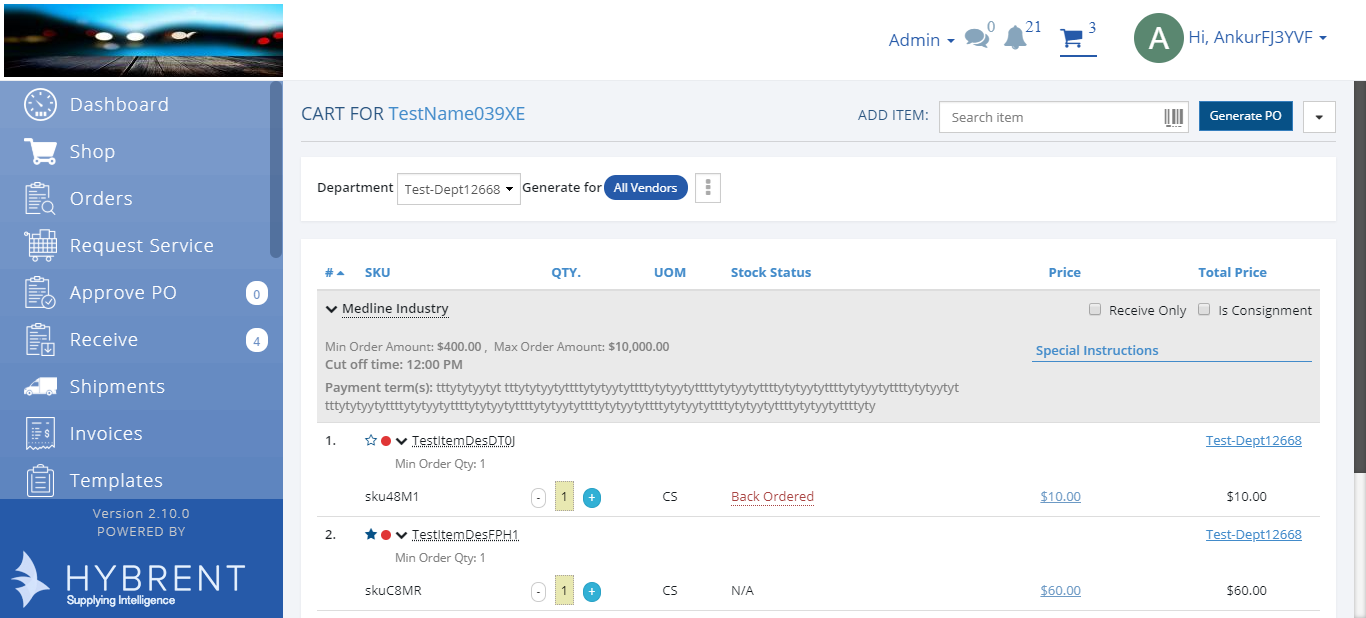 Admin 0 21 3 A Hi, AnkurFJ3YVF
Dashboard
Shop
Orders
Request Service
Approve PO 0
Receive 4
Shipments
Invoices
Templates
Version 2.10.0
POWERED BY
HYBRENT
Supplying Intelligence
CART FOR TestName039XE ADD ITEM: Search item Generate PO
Department Test-Dept12668 Generate for All Vendors
# SKU QTY. UOM Stock Status Price Total Price
Medline Industry Receive Only Is Consignment
Min Order Amount: $400.00 , Max Order Amount: $10,000.00
Special Instructions
Cut off time: 12:00 PM
Payment term(s): tttytytyytyt tttytytyytyttttytytyytyttttytytyytyttttytytyytyttttytytyytyttttytytyytyttttytytyytyt
tttytytyytyttttytytyytyttttytytyytyttttytytyytyttttytytyytyttttytytyytyttttytytyytyttttytytyytyttttyty
1. TestItemDesDT0J Test-Dept12668
Min Order Qty: 1
sku48M1 - 1 + CS Back Ordered $10.00 $10.00
2. TestItemDesFPH1 Test-Dept12668
Min Order Qty: 1
skuC8MR - 1 + CS N/A $60.00 $60.00